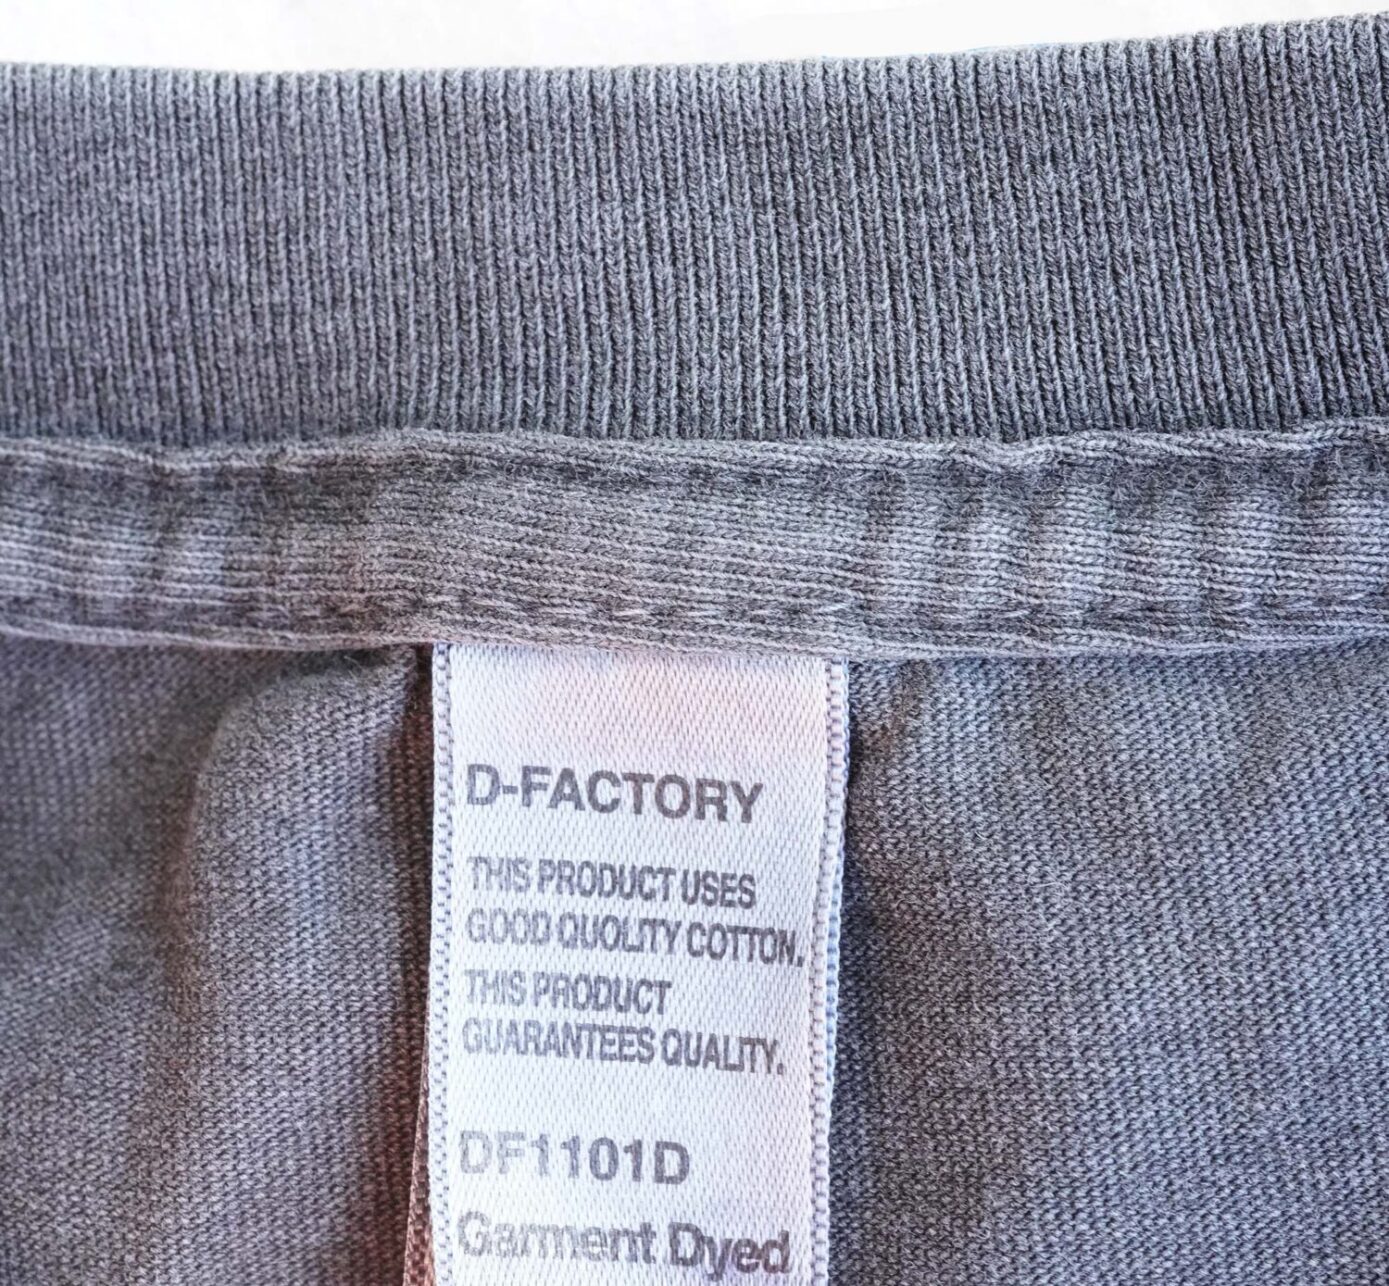 D-FACTORY
THIS PRODUCT USES
GOOD QUOLITY COTTON.
THIS PRODUCT
GUARANTEES QUALITY.
DF1101D
Garment Dyed